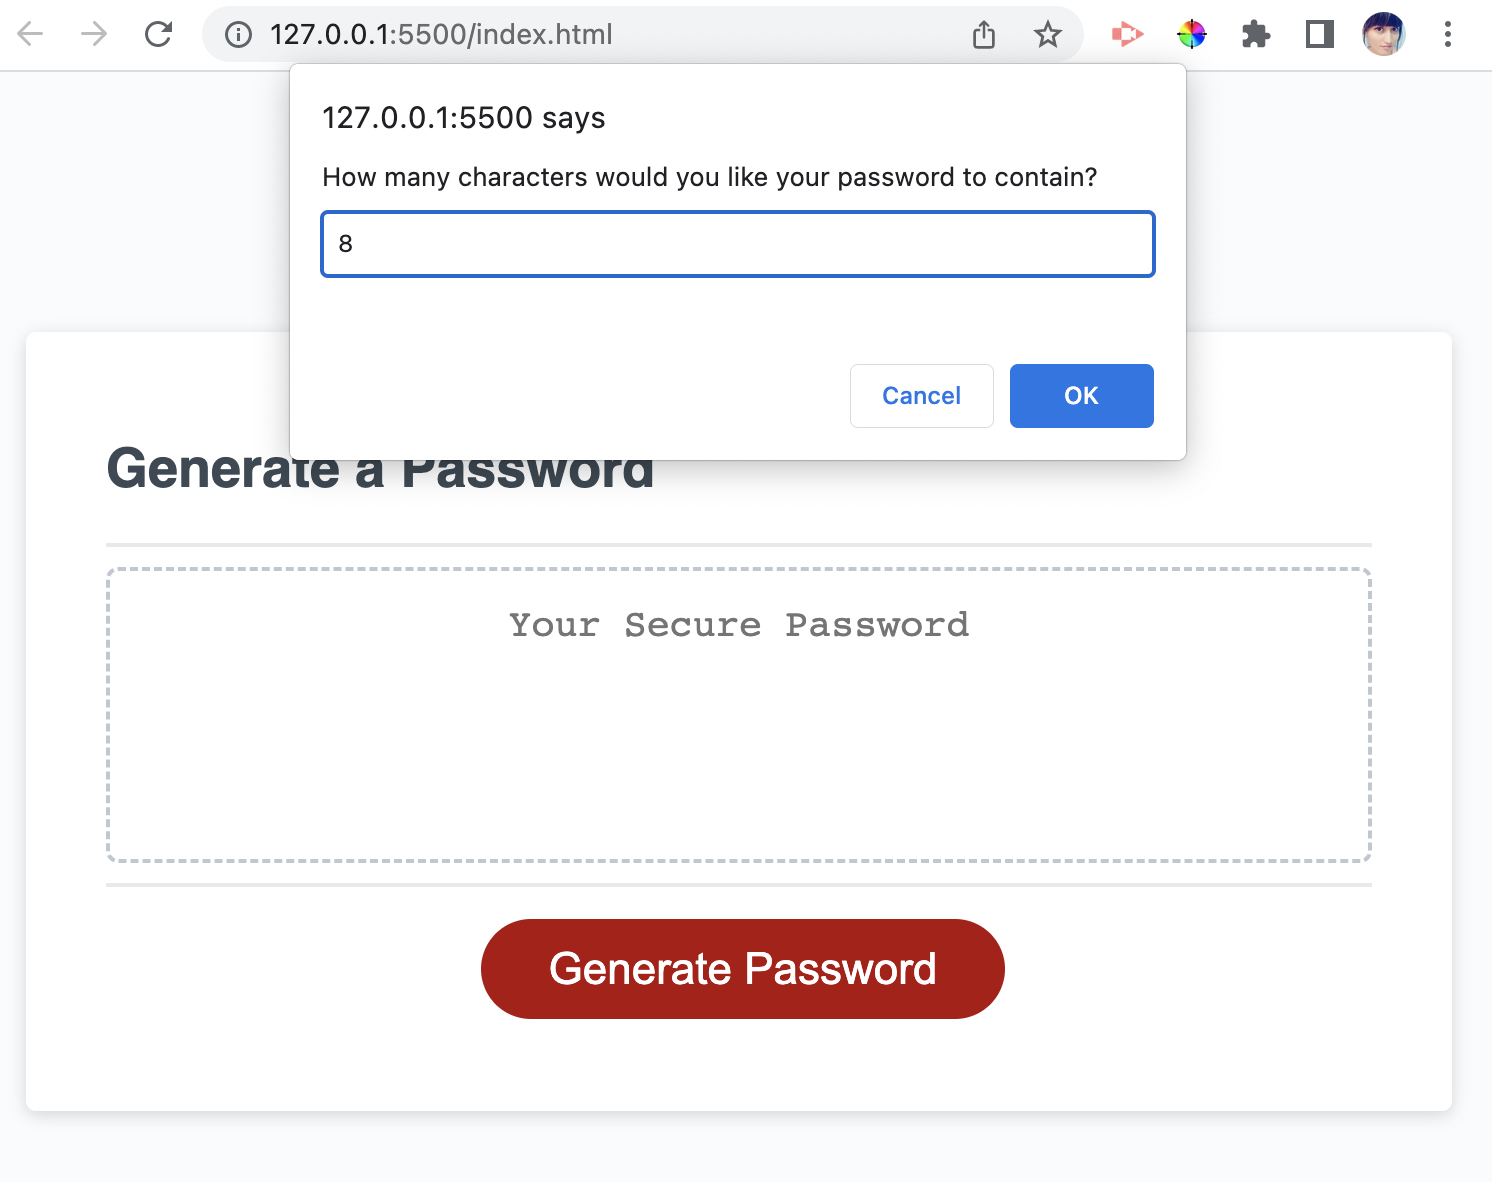 127.0.0.1:5500/index.html
127.0.0.1:5500 says
How many characters would you like your password to contain?
8
Cancel
OK
Generate a Password
Your Secure Password
Generate Password